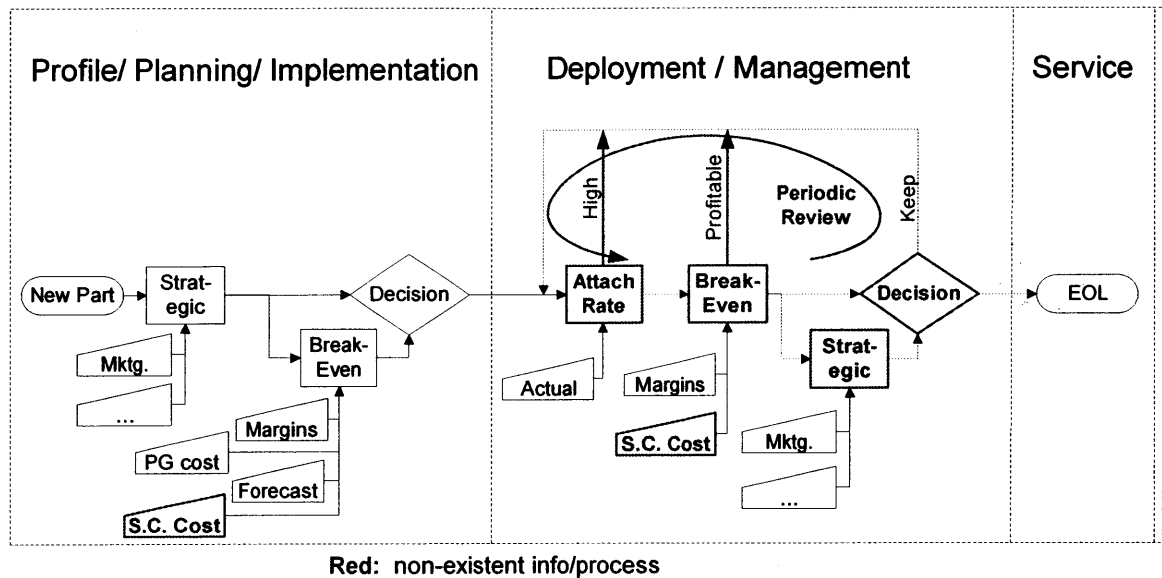 Profile/ Planning/ Implementation
Deployment / Management
Service
High
Profitable
Periodic
Review
Keep
New Part
Strat-
egic
Decision
Break-
Even
Mktg.
...
Margins
PG cost
Forecast
S.C. Cost
Attach
Rate
Break-
Even
Decision
EOL
Strat-
egic
Actual
Margins
S.C. Cost
Mktg.
...
Red: non-existent info/process